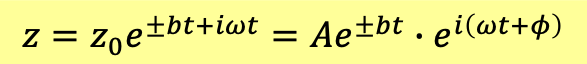 z = z₀e^{±bt+iωt} = Ae^{±bt} · e^{i(ωt+ϕ)}